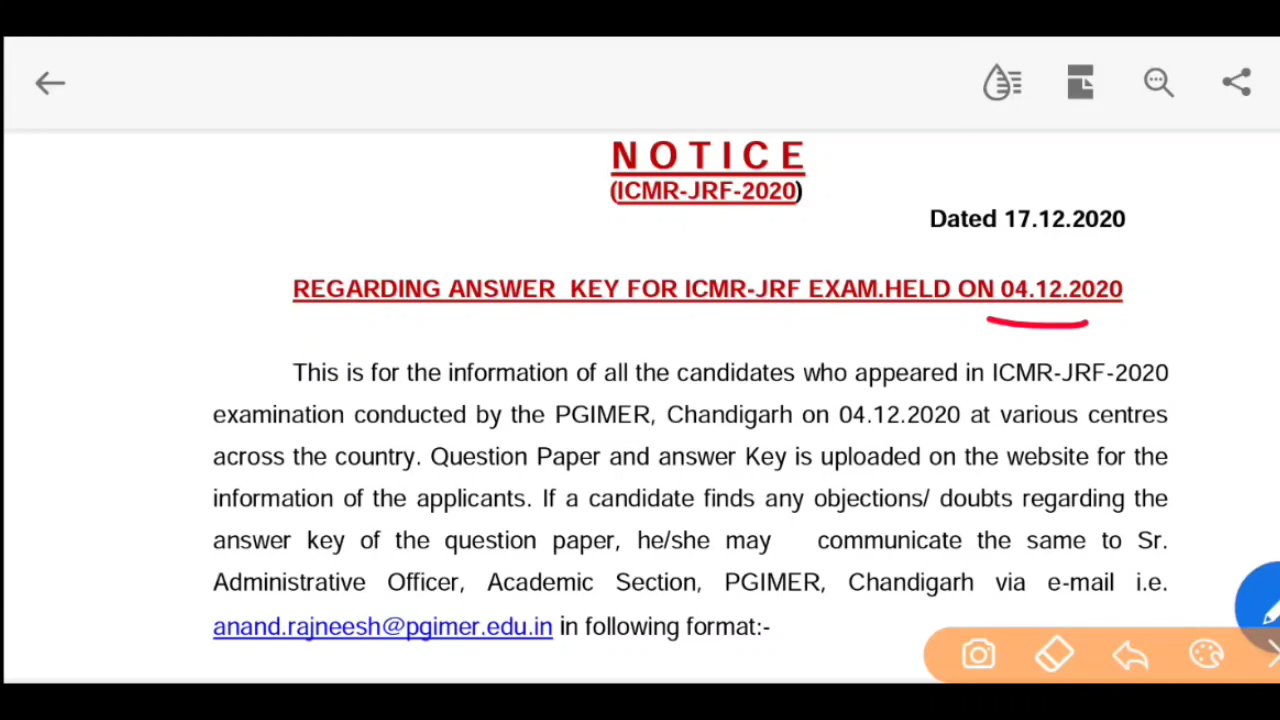 NOTICE
(ICMR-JRF-2020)
Dated 17.12.2020
REGARDING ANSWER KEY FOR ICMR-JRF EXAM.HELD ON 04.12.2020
This is for the information of all the candidates who appeared in ICMR-JRF-2020
examination conducted by the PGIMER, Chandigarh on 04.12.2020 at various centres
across the country. Question Paper and answer Key is uploaded on the website for the
information of the applicants. If a candidate finds any objections/ doubts regarding the
answer key of the question paper, he/she may communicate the same to Sr.
Administrative Officer, Academic Section, PGIMER, Chandigarh via e-mail i.e.
anand.rajneesh@pgimer.edu.in in following format:-